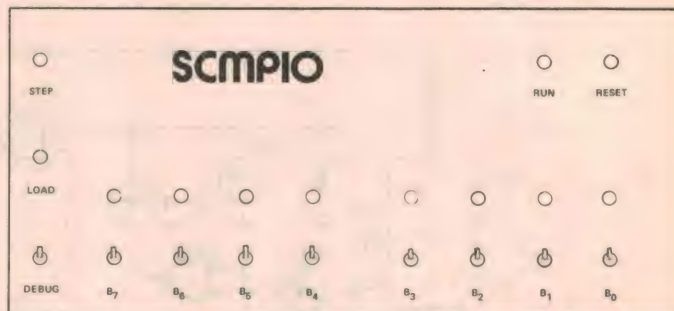 SCMPIO
STEP
RUN RESET
LOAD
DEBUG B₇ B₆ B₅ B₄ B₃ B₂ B₁ B₀